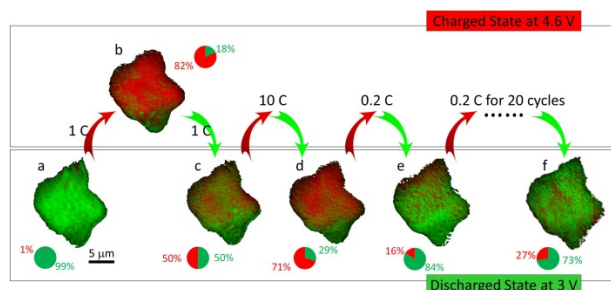 Charged State at 4.6 V
b
18%
82%
1 C
1 C
10 C
0.2 C
0.2 C for 20 cycles
a
c
d
e
f
1%
99%
5 μm
50%
50%
71%
29%
16%
84%
27%
73%
Discharged State at 3 V